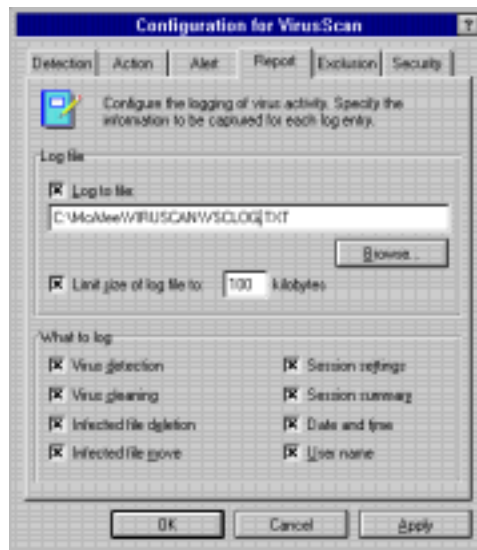 Configuration for VirusScan
?
Detection Action Alert Report Exclusion Security
Configure the logging of virus activity. Specify the
information to be captured for each log entry.
Log file
Log to file:
C:\McAfee\VIRUSCAN\VSCLOG.TXT
Browse...
Limit size of log file to: 100 kilobytes
What to log
Virus detection
Session settings
Virus cleaning
Session summary
Infected file deletion
Date and time
Infected file move
User name
OK Cancel Apply